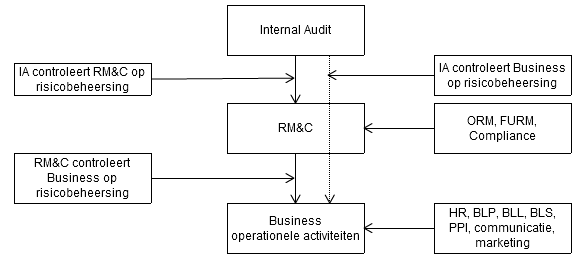 Internal Audit
IA controleert RM&C op
risicobeheersing
IA controleert Business
op risicobeheersing
RM&C
ORM, FURM,
Compliance
RM&C controleert
Business op
risicobeheersing
Business
operationele activiteiten
HR, BLP, BLL, BLS,
PPI, communicatie,
marketing